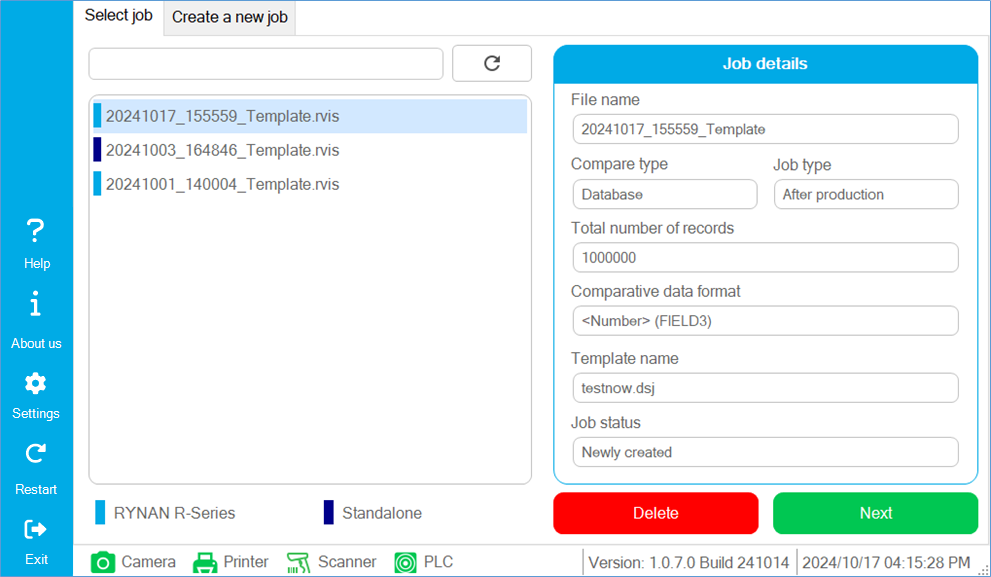 Select job
Create a new job
Job details
File name
20241017_155559_Template
20241017_155559_Template.rvis
20241003_164846_Template.rvis
20241001_140004_Template.rvis
Compare type
Job type
Database
After production
Total number of records
1000000
Comparative data format
<Number> (FIELD3)
Template name
testnow.dsj
Job status
Newly created
Help
About us
Settings
Restart
Exit
RYNAN R-Series
Standalone
Delete
Next
Camera
Printer
Scanner
PLC
Version: 1.0.7.0 Build 241014
2024/10/17 04:15:28 PM